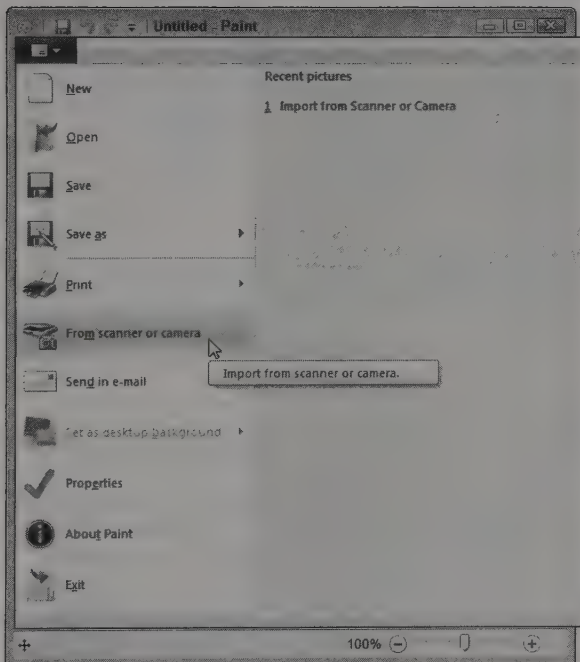 Untitled - Paint
Recent pictures
New
1 Import from Scanner or Camera
Open
Save
Save as
Print
From scanner or camera
Import from scanner or camera.
Send in e-mail
Set as desktop background
Properties
About Paint
Exit
100%